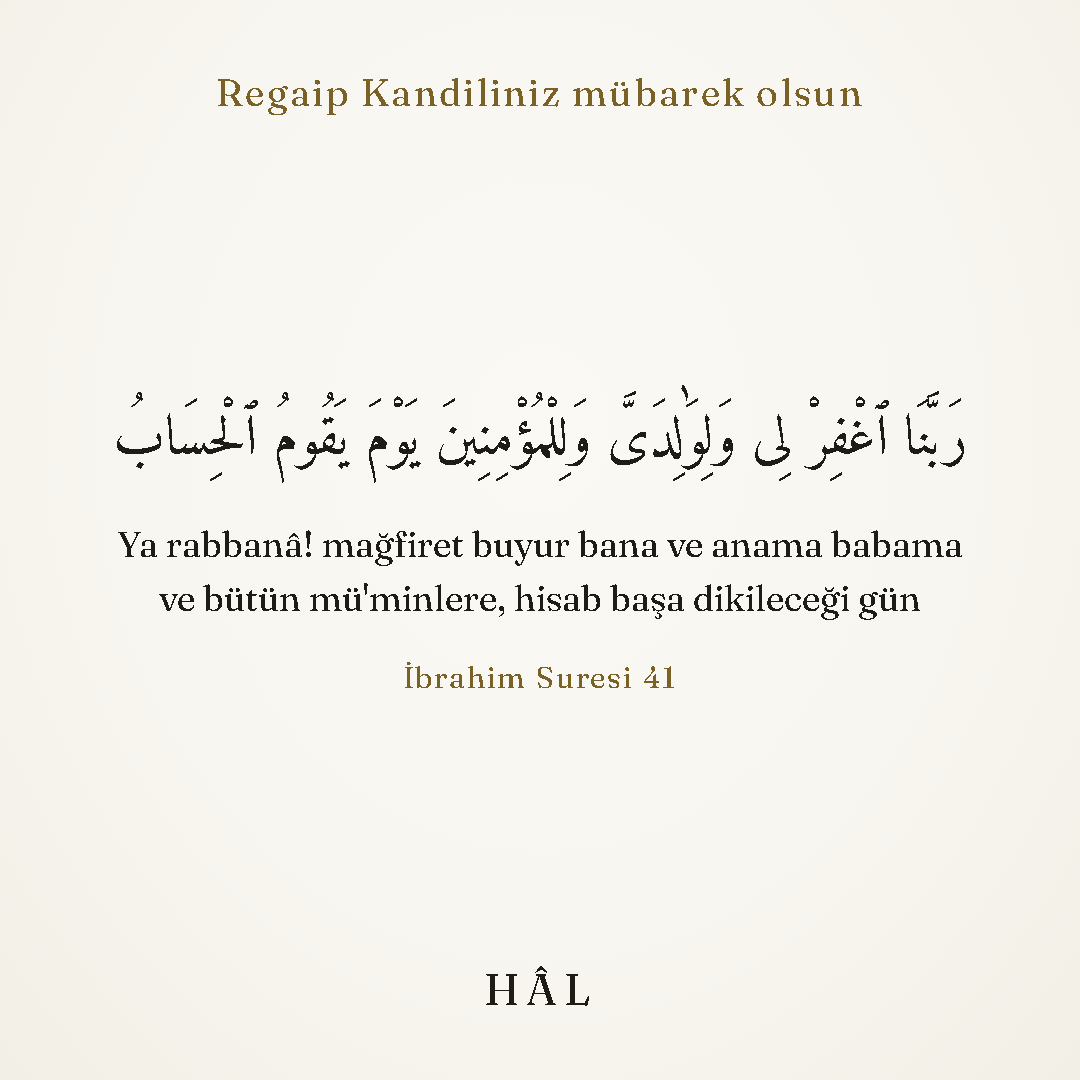 Regaip Kandiliniz mübarek olsun
رَبَّنَا ٱغْفِرْ لِى وَلِوَٰلِدَىَّ وَلِلْمُؤْمِنِينَ يَوْمَ يَقُومُ ٱلْحِسَابُ
Ya rabbanâ! mağfiret buyur bana ve anama babama
ve bütün mü'minlere, hisab başa dikileceği gün
İbrahim Suresi 41
HÂL